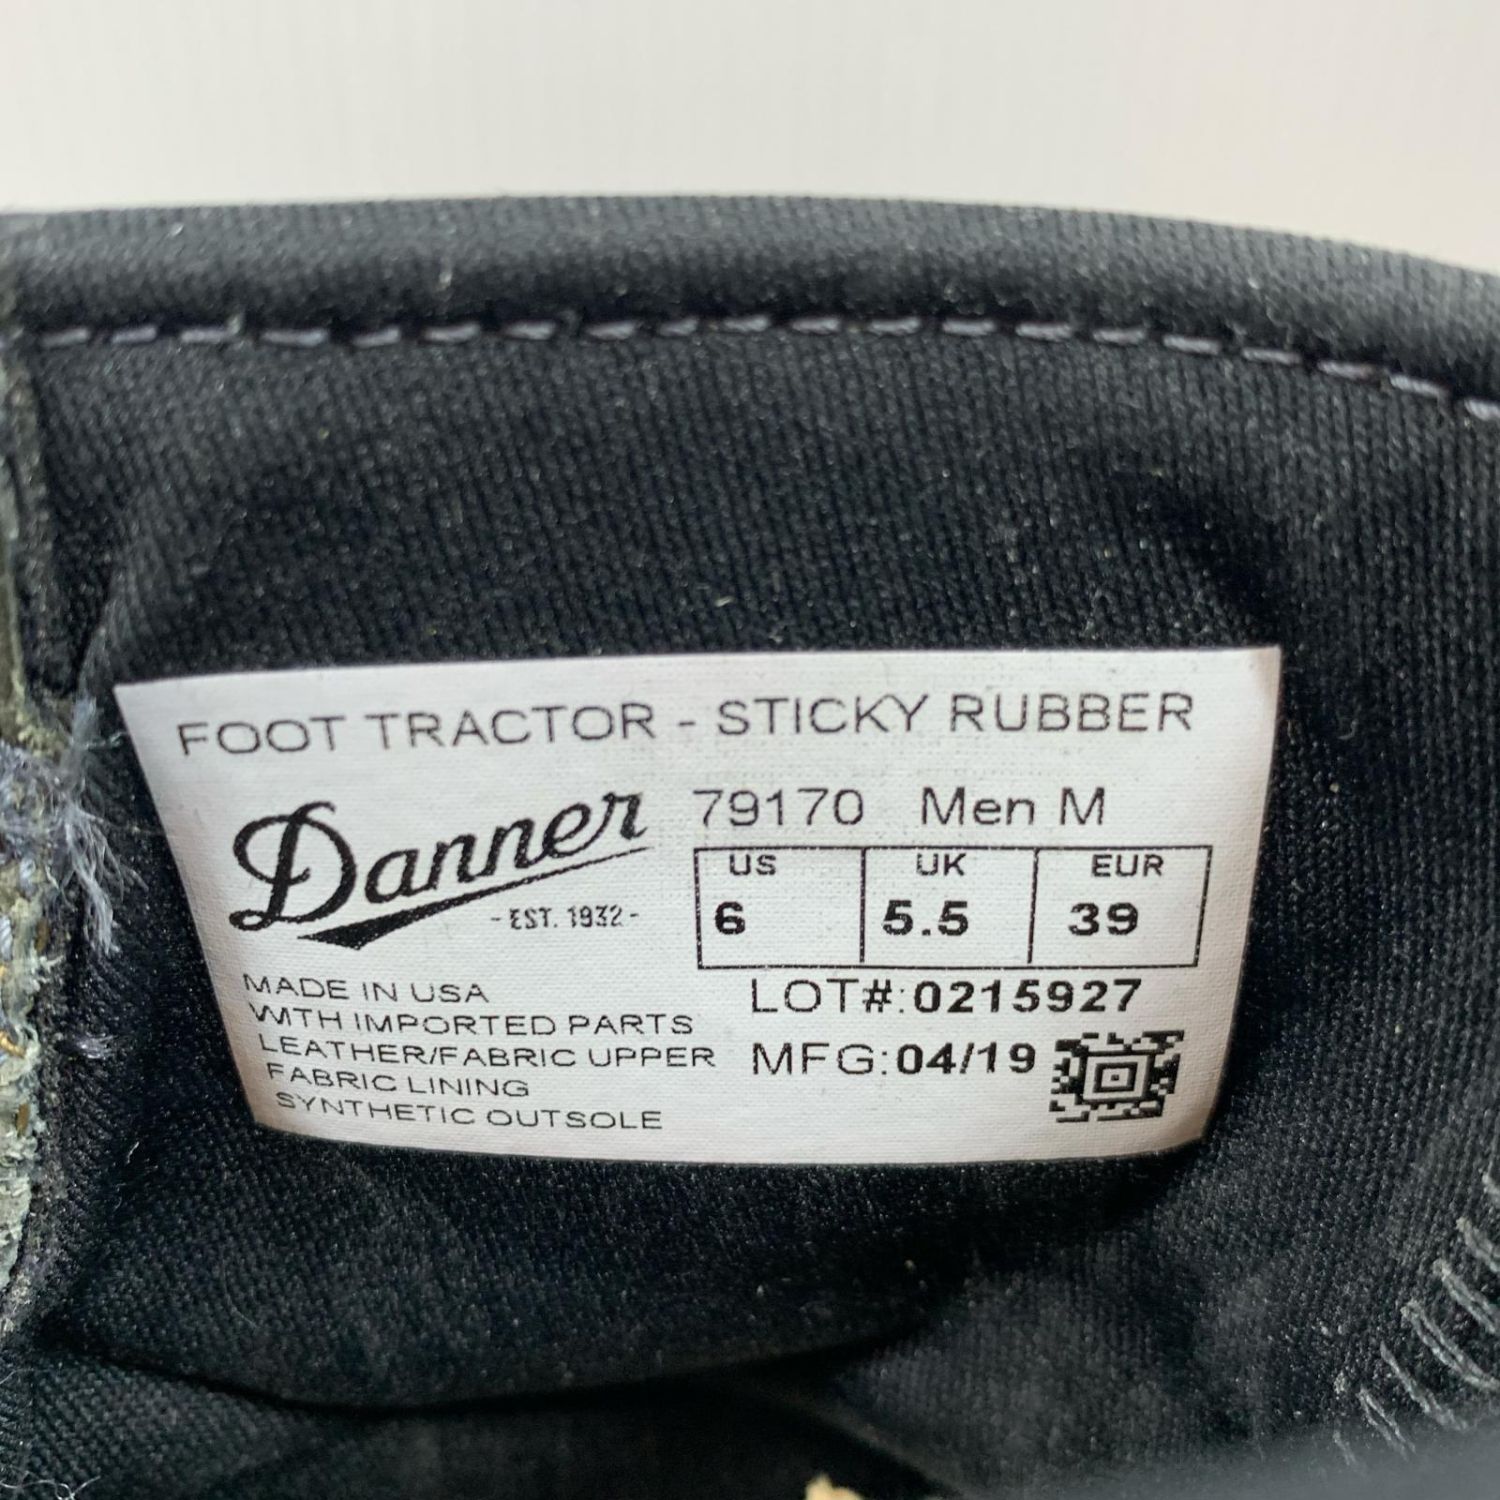 FOOT TRACTOR - STICKY RUBBER
Danner
- EST. 1932 -
79170 Men M
US UK EUR
6 5.5 39
MADE IN USA
WITH IMPORTED PARTS
LEATHER/FABRIC UPPER
FABRIC LINING
SYNTHETIC OUTSOLE
LOT#:0215927
MFG:04/19